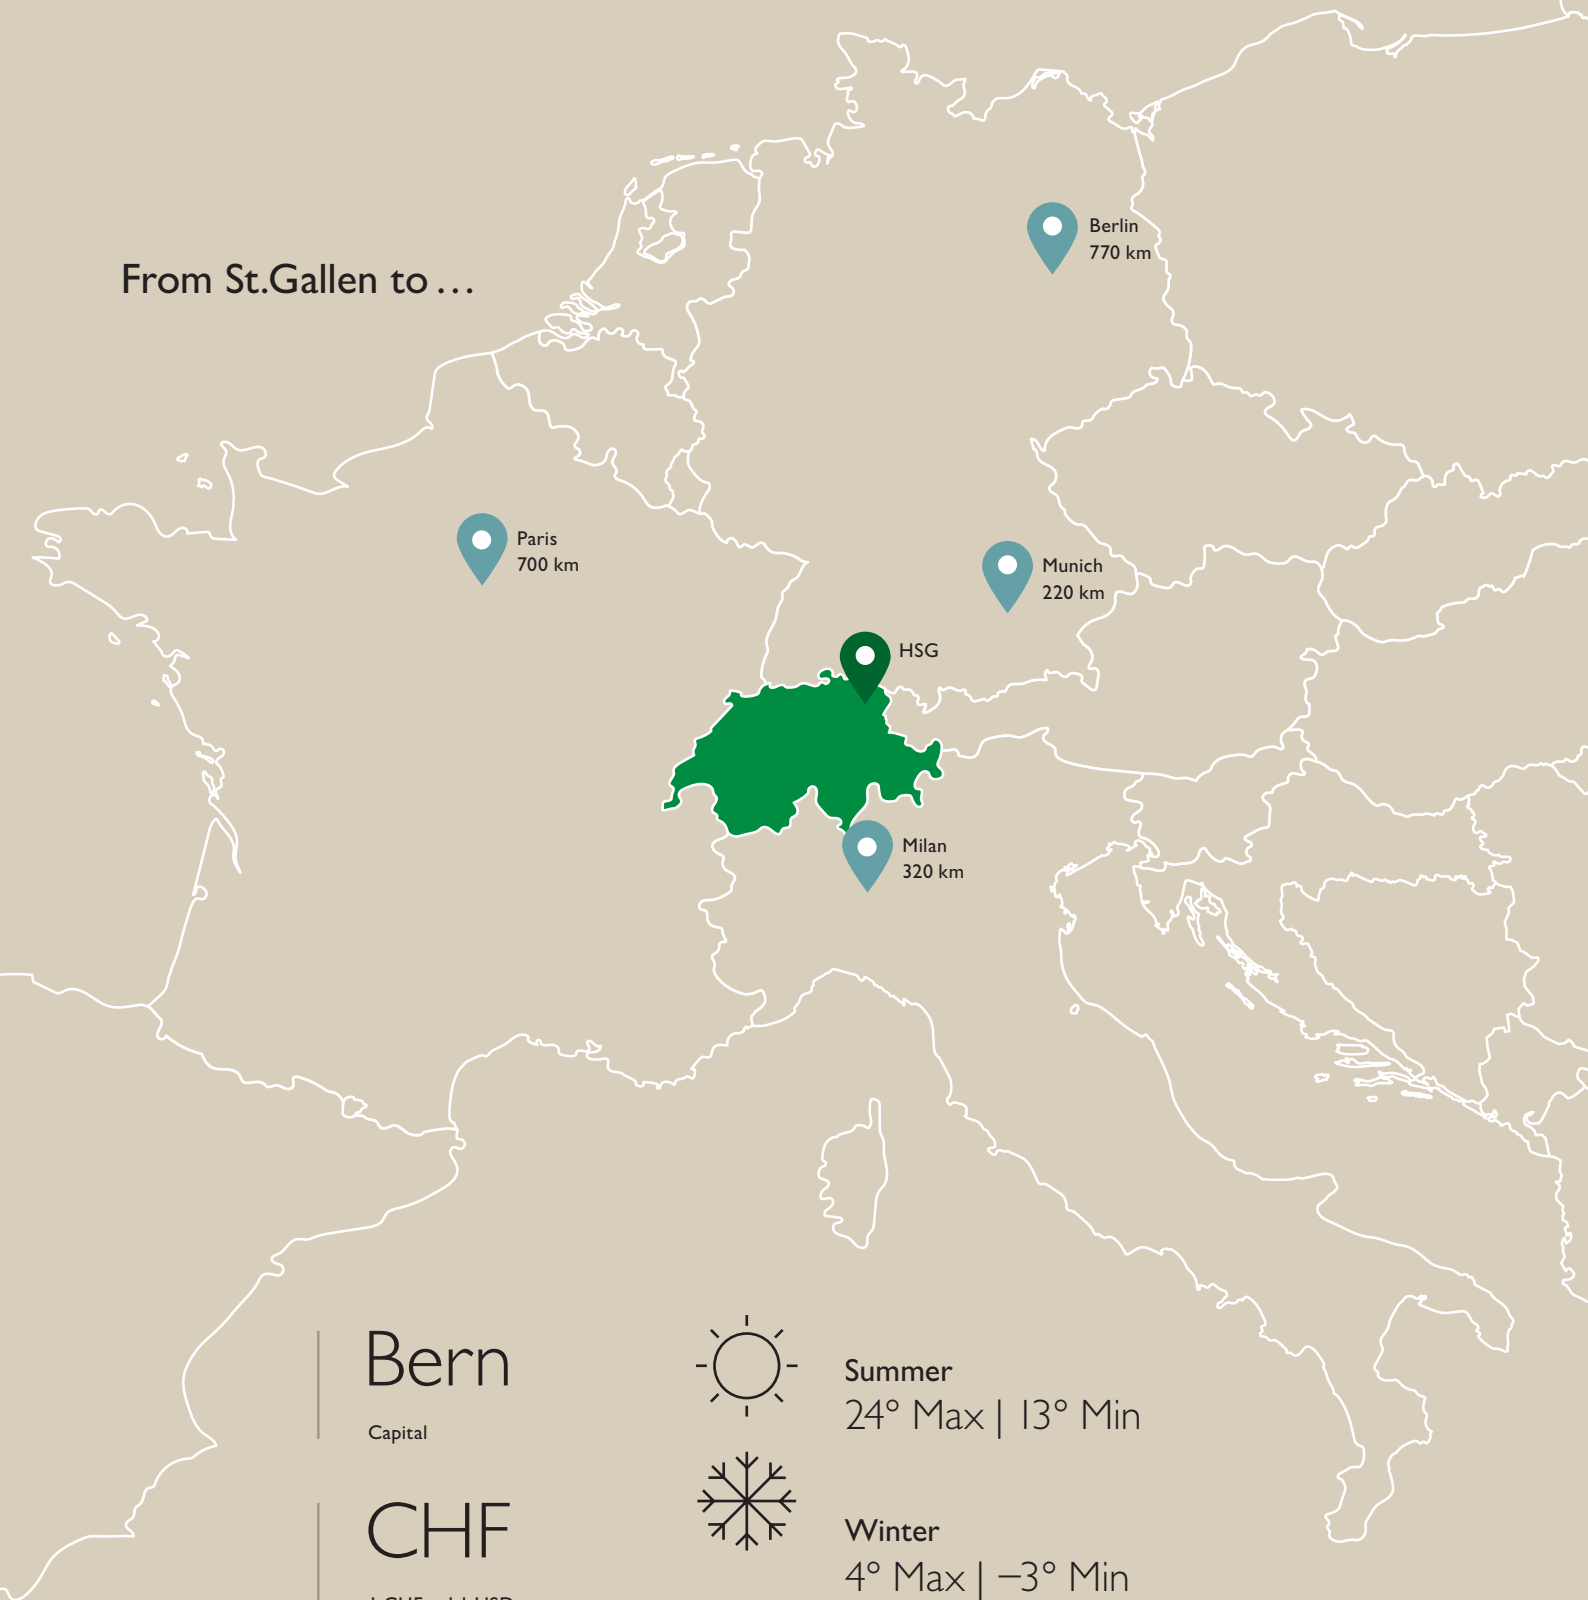 From St.Gallen to …
Berlin
770 km
Paris
700 km
Munich
220 km
HSG
Milan
320 km
Bern
Capital
CHF
Summer
24° Max | 13° Min
Winter
4° Max | –3° Min